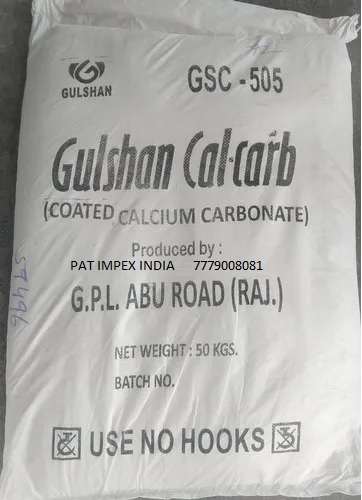 GULSHAN
GSC - 505
Gulshan Cal-carb
(COATED CALCIUM CARBONATE)
Produced by :
PAT IMPEX INDIA 7779008081
G.P.L. ABU ROAD (RAJ.)
NET WEIGHT : 50 KGS.
BATCH NO.
USE NO HOOKS